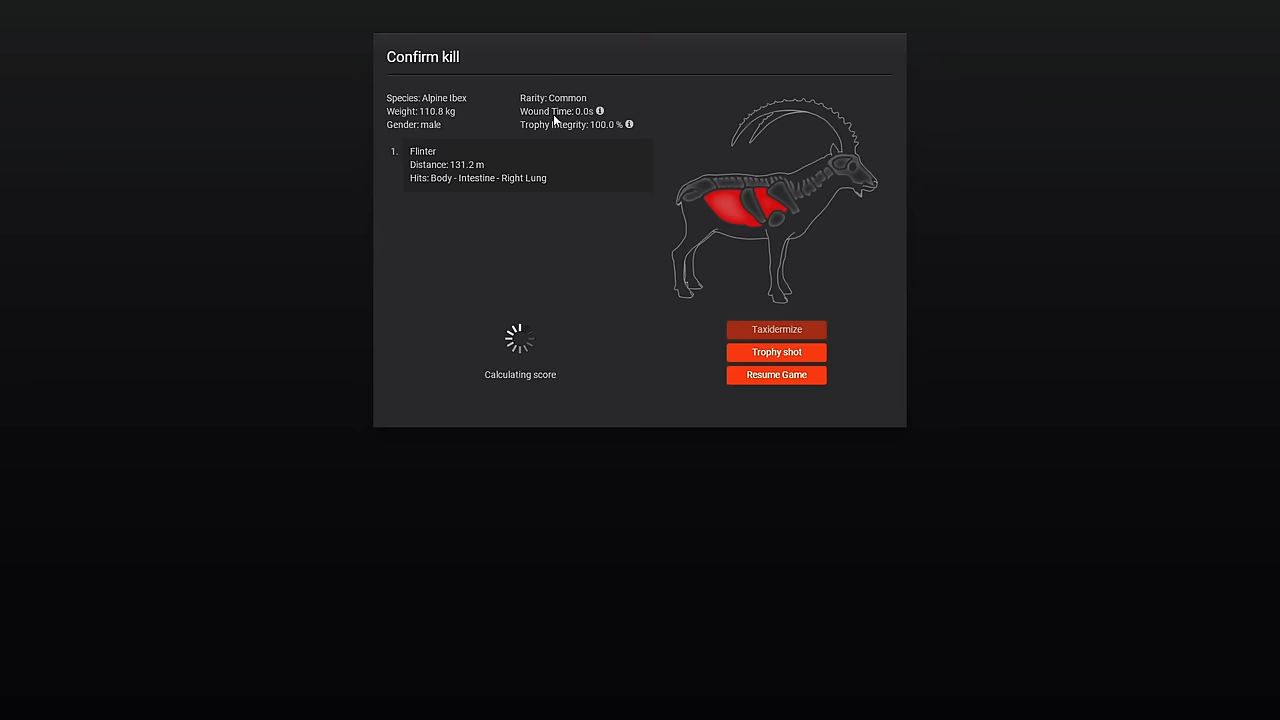 Confirm kill
Species: Alpine Ibex
Weight: 110.8 kg
Gender: male
Rarity: Common
Wound Time: 0.0s
Trophy Integrity: 100.0 %
1. Flinter
Distance: 131.2 m
Hits: Body - Intestine - Right Lung
Calculating score
Taxidermize
Trophy shot
Resume Game